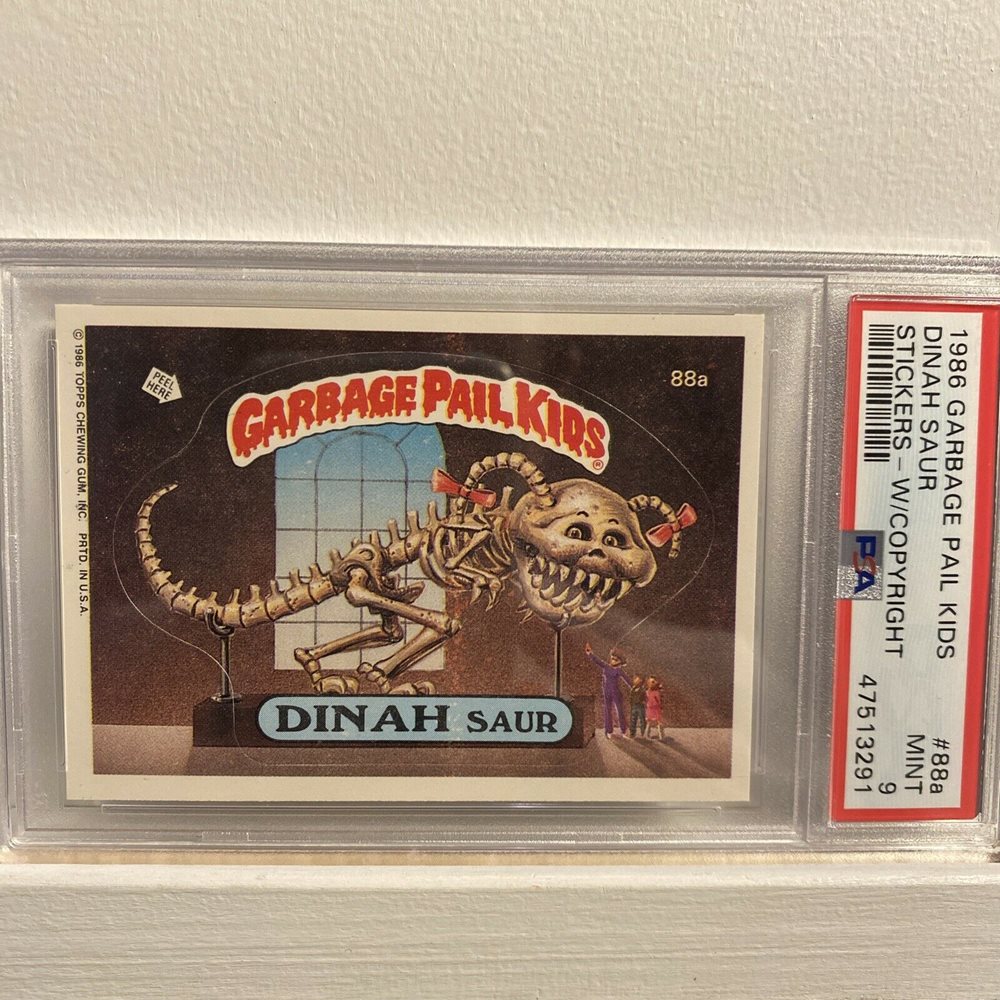 © 1986 TOPPS CHEWING GUM, INC. PRTD. IN U.S.A.
PEEL
HERE
88a
GARBAGE PAIL KIDS®
DINAH SAUR
1986 GARBAGE PAIL KIDS #88a
DINAH SAUR MINT
STICKERS - W/COPYRIGHT 9
PSA 47513291